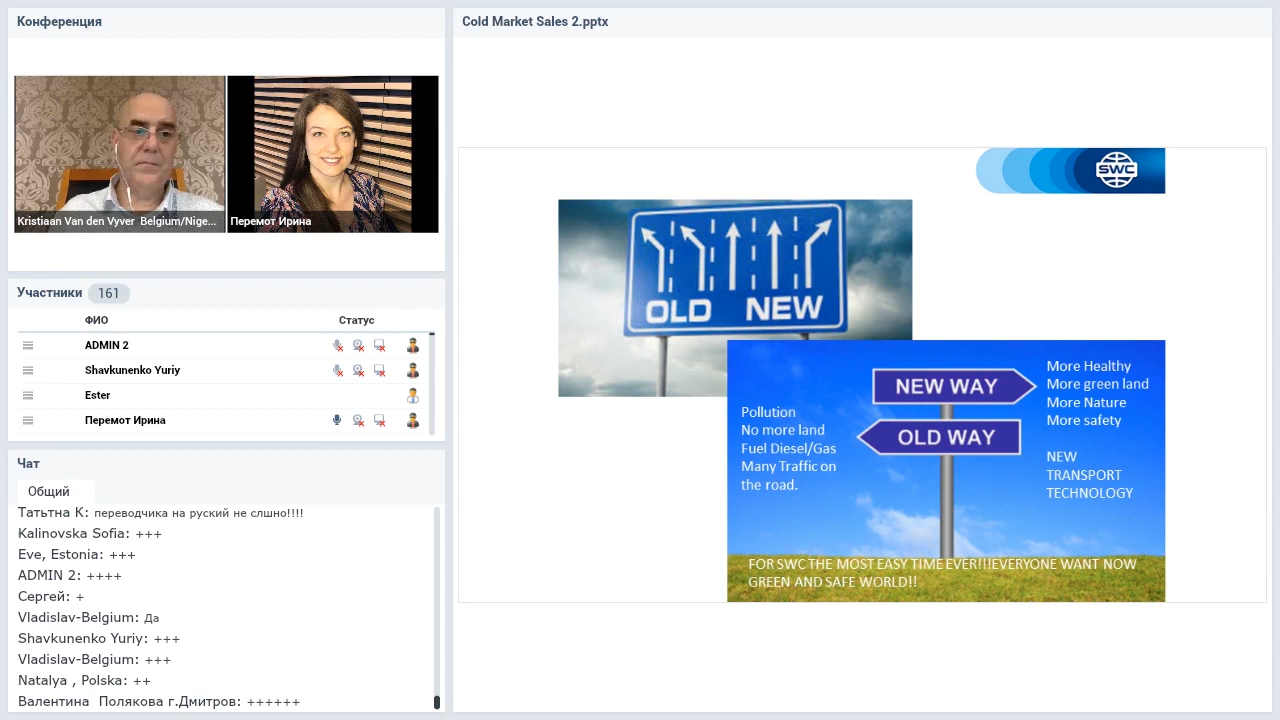 Конференция
Kristiaan Van den Vyver Belgium/Nige...
Перемот Ирина
Участники 161
ФИО Статус
ADMIN 2
Shavkunenko Yuriy
Ester
Перемот Ирина
Чат
Общий
Татьтна К: переводчика на руский не слшно!!!!
Kalinovska Sofia: +++
Eve, Estonia: +++
ADMIN 2: ++++
Сергей: +
Vladislav-Belgium: Да
Shavkunenko Yuriy: +++
Vladislav-Belgium: +++
Natalya , Polska: ++
Валентина Полякова г.Дмитров: ++++++
Cold Market Sales 2.pptx
SWC
OLD NEW
NEW WAY
OLD WAY
Pollution
No more land
Fuel Diesel/Gas
Many Traffic on
the road.
More Healthy
More green land
More Nature
More safety
NEW
TRANSPORT
TECHNOLOGY
FOR SWC THE MOST EASY TIME EVER!!!EVERYONE WANT NOW
GREEN AND SAFE WORLD!!